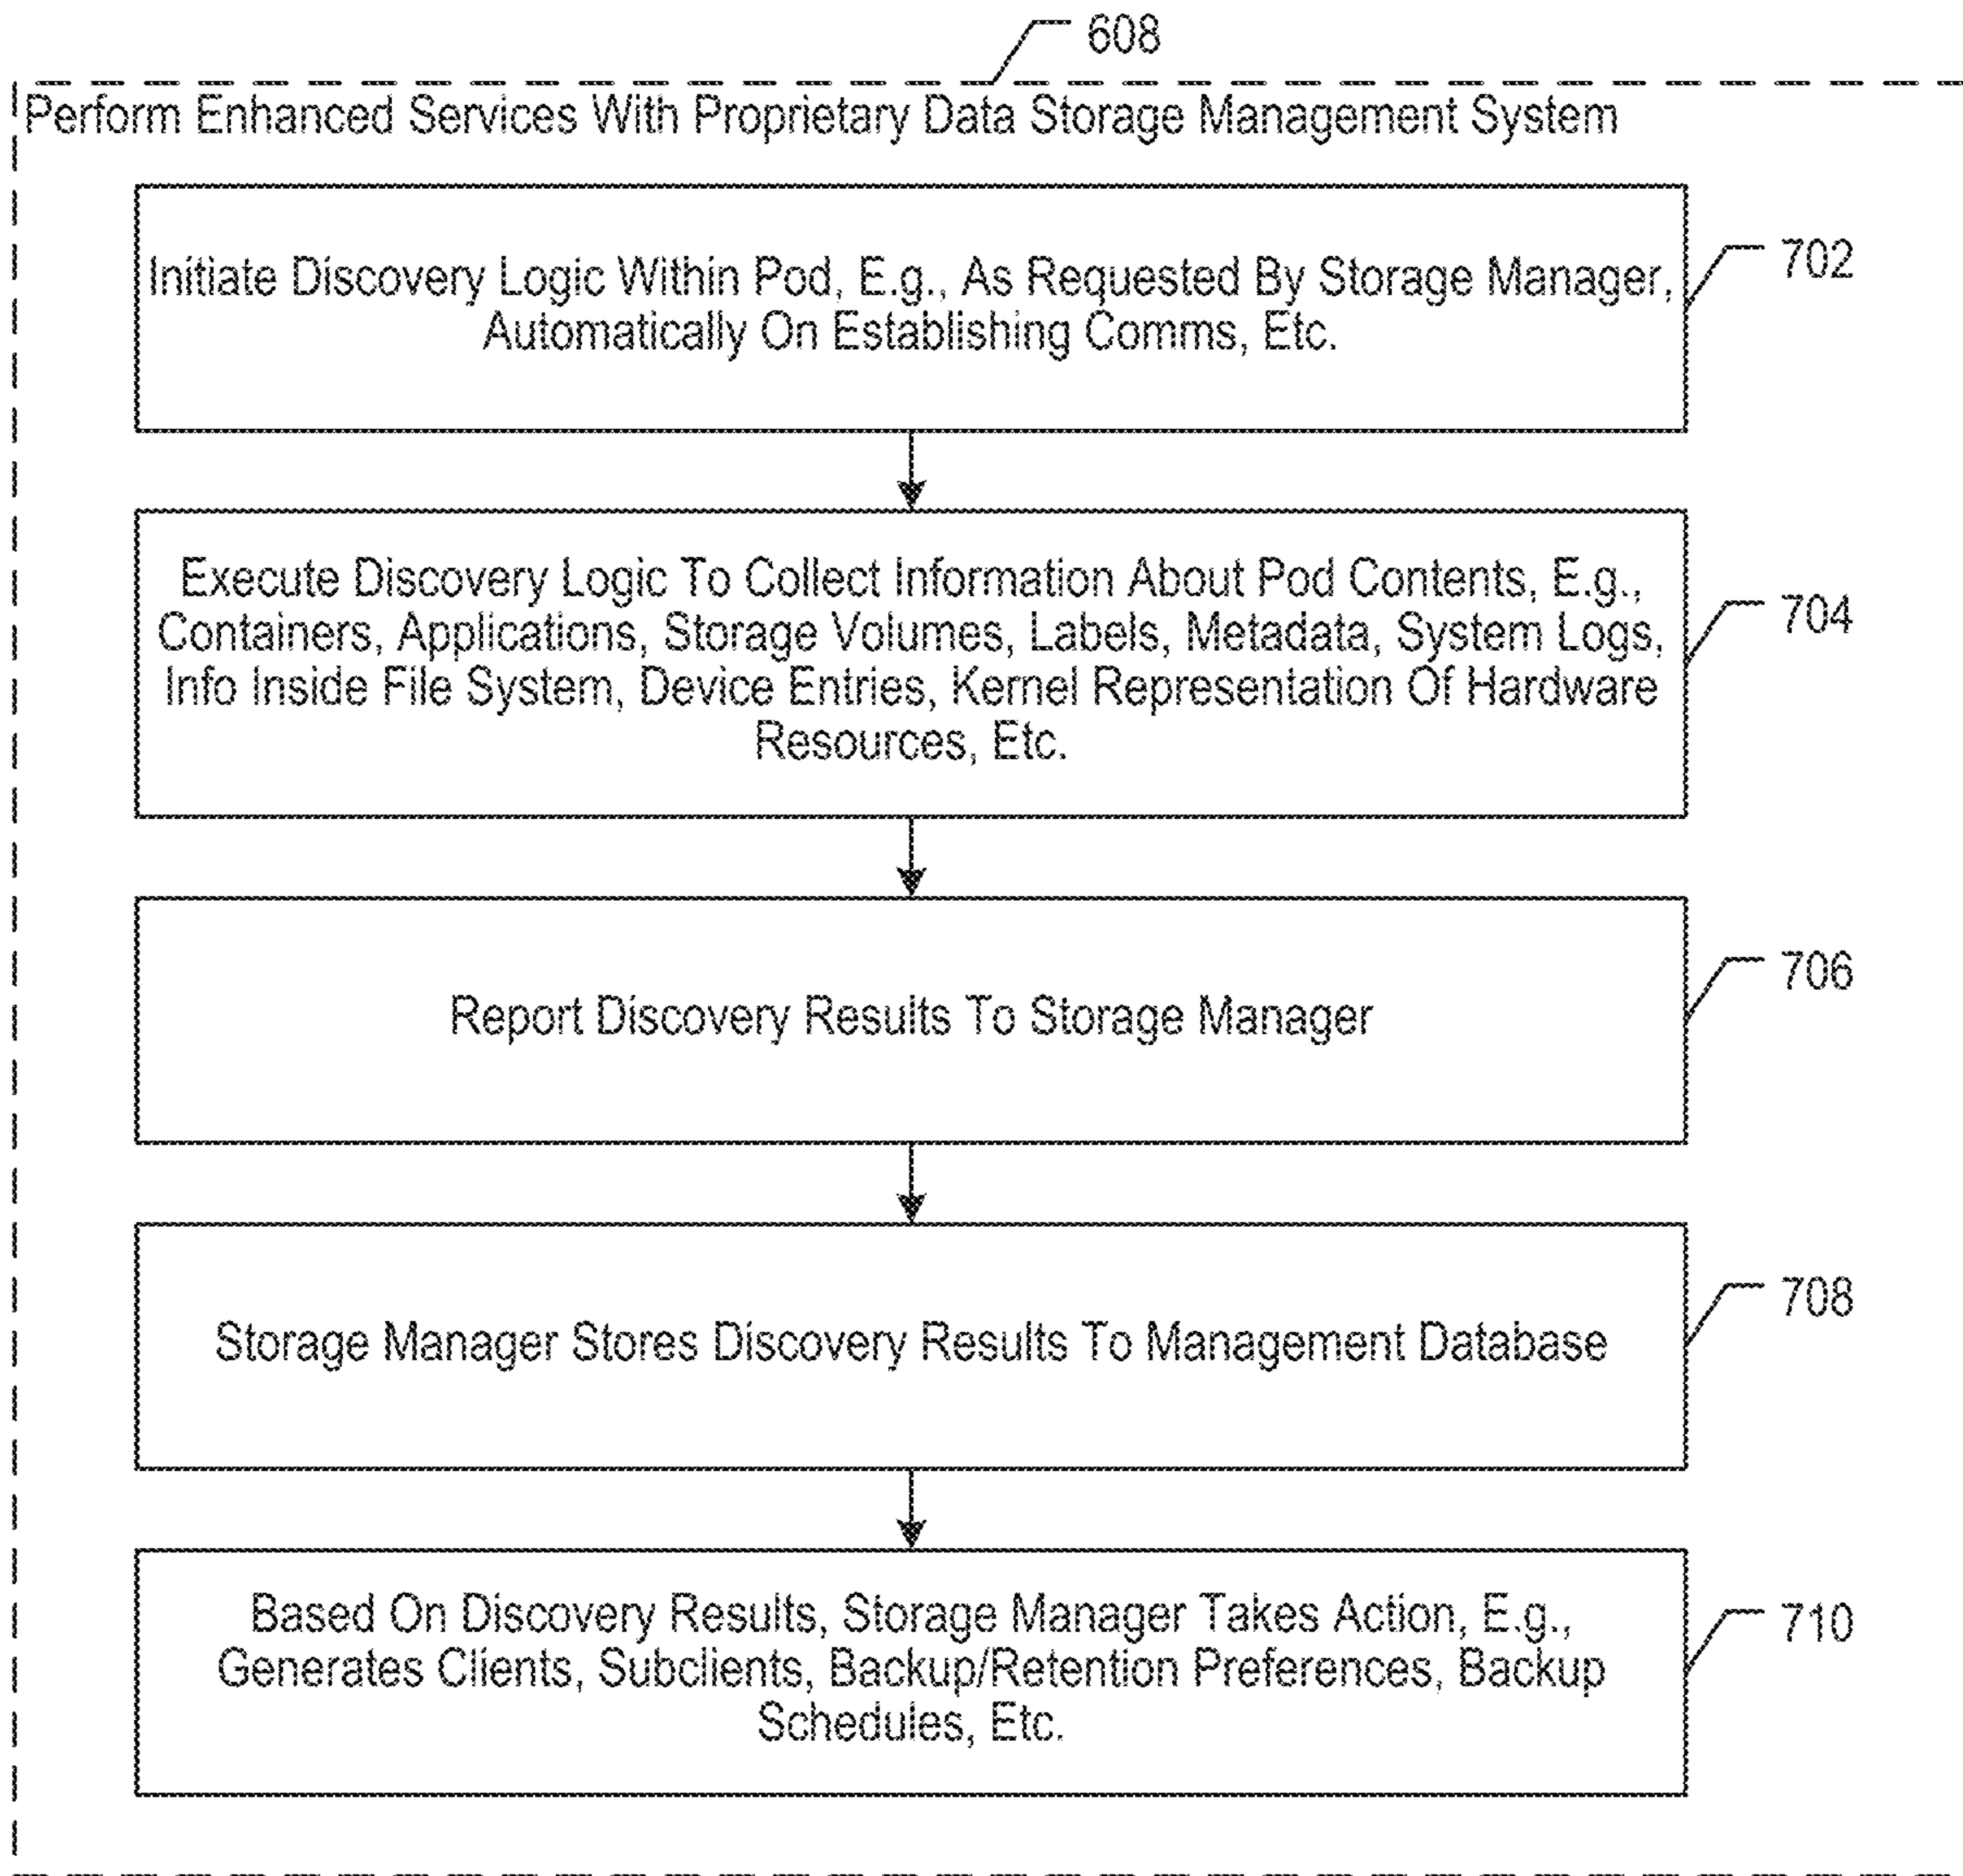 608
Perform Enhanced Services With Proprietary Data Storage Management System
Initiate Discovery Logic Within Pod, E.g., As Requested By Storage Manager,
Automatically On Establishing Comms, Etc.
702
Execute Discovery Logic To Collect Information About Pod Contents, E.g.,
Containers, Applications, Storage Volumes, Labels, Metadata, System Logs,
Info Inside File System, Device Entries, Kernel Representation Of Hardware
Resources, Etc.
704
Report Discovery Results To Storage Manager
706
Storage Manager Stores Discovery Results To Management Database
708
Based On Discovery Results, Storage Manager Takes Action, E.g.,
Generates Clients, Subclients, Backup/Retention Preferences, Backup
Schedules, Etc.
710